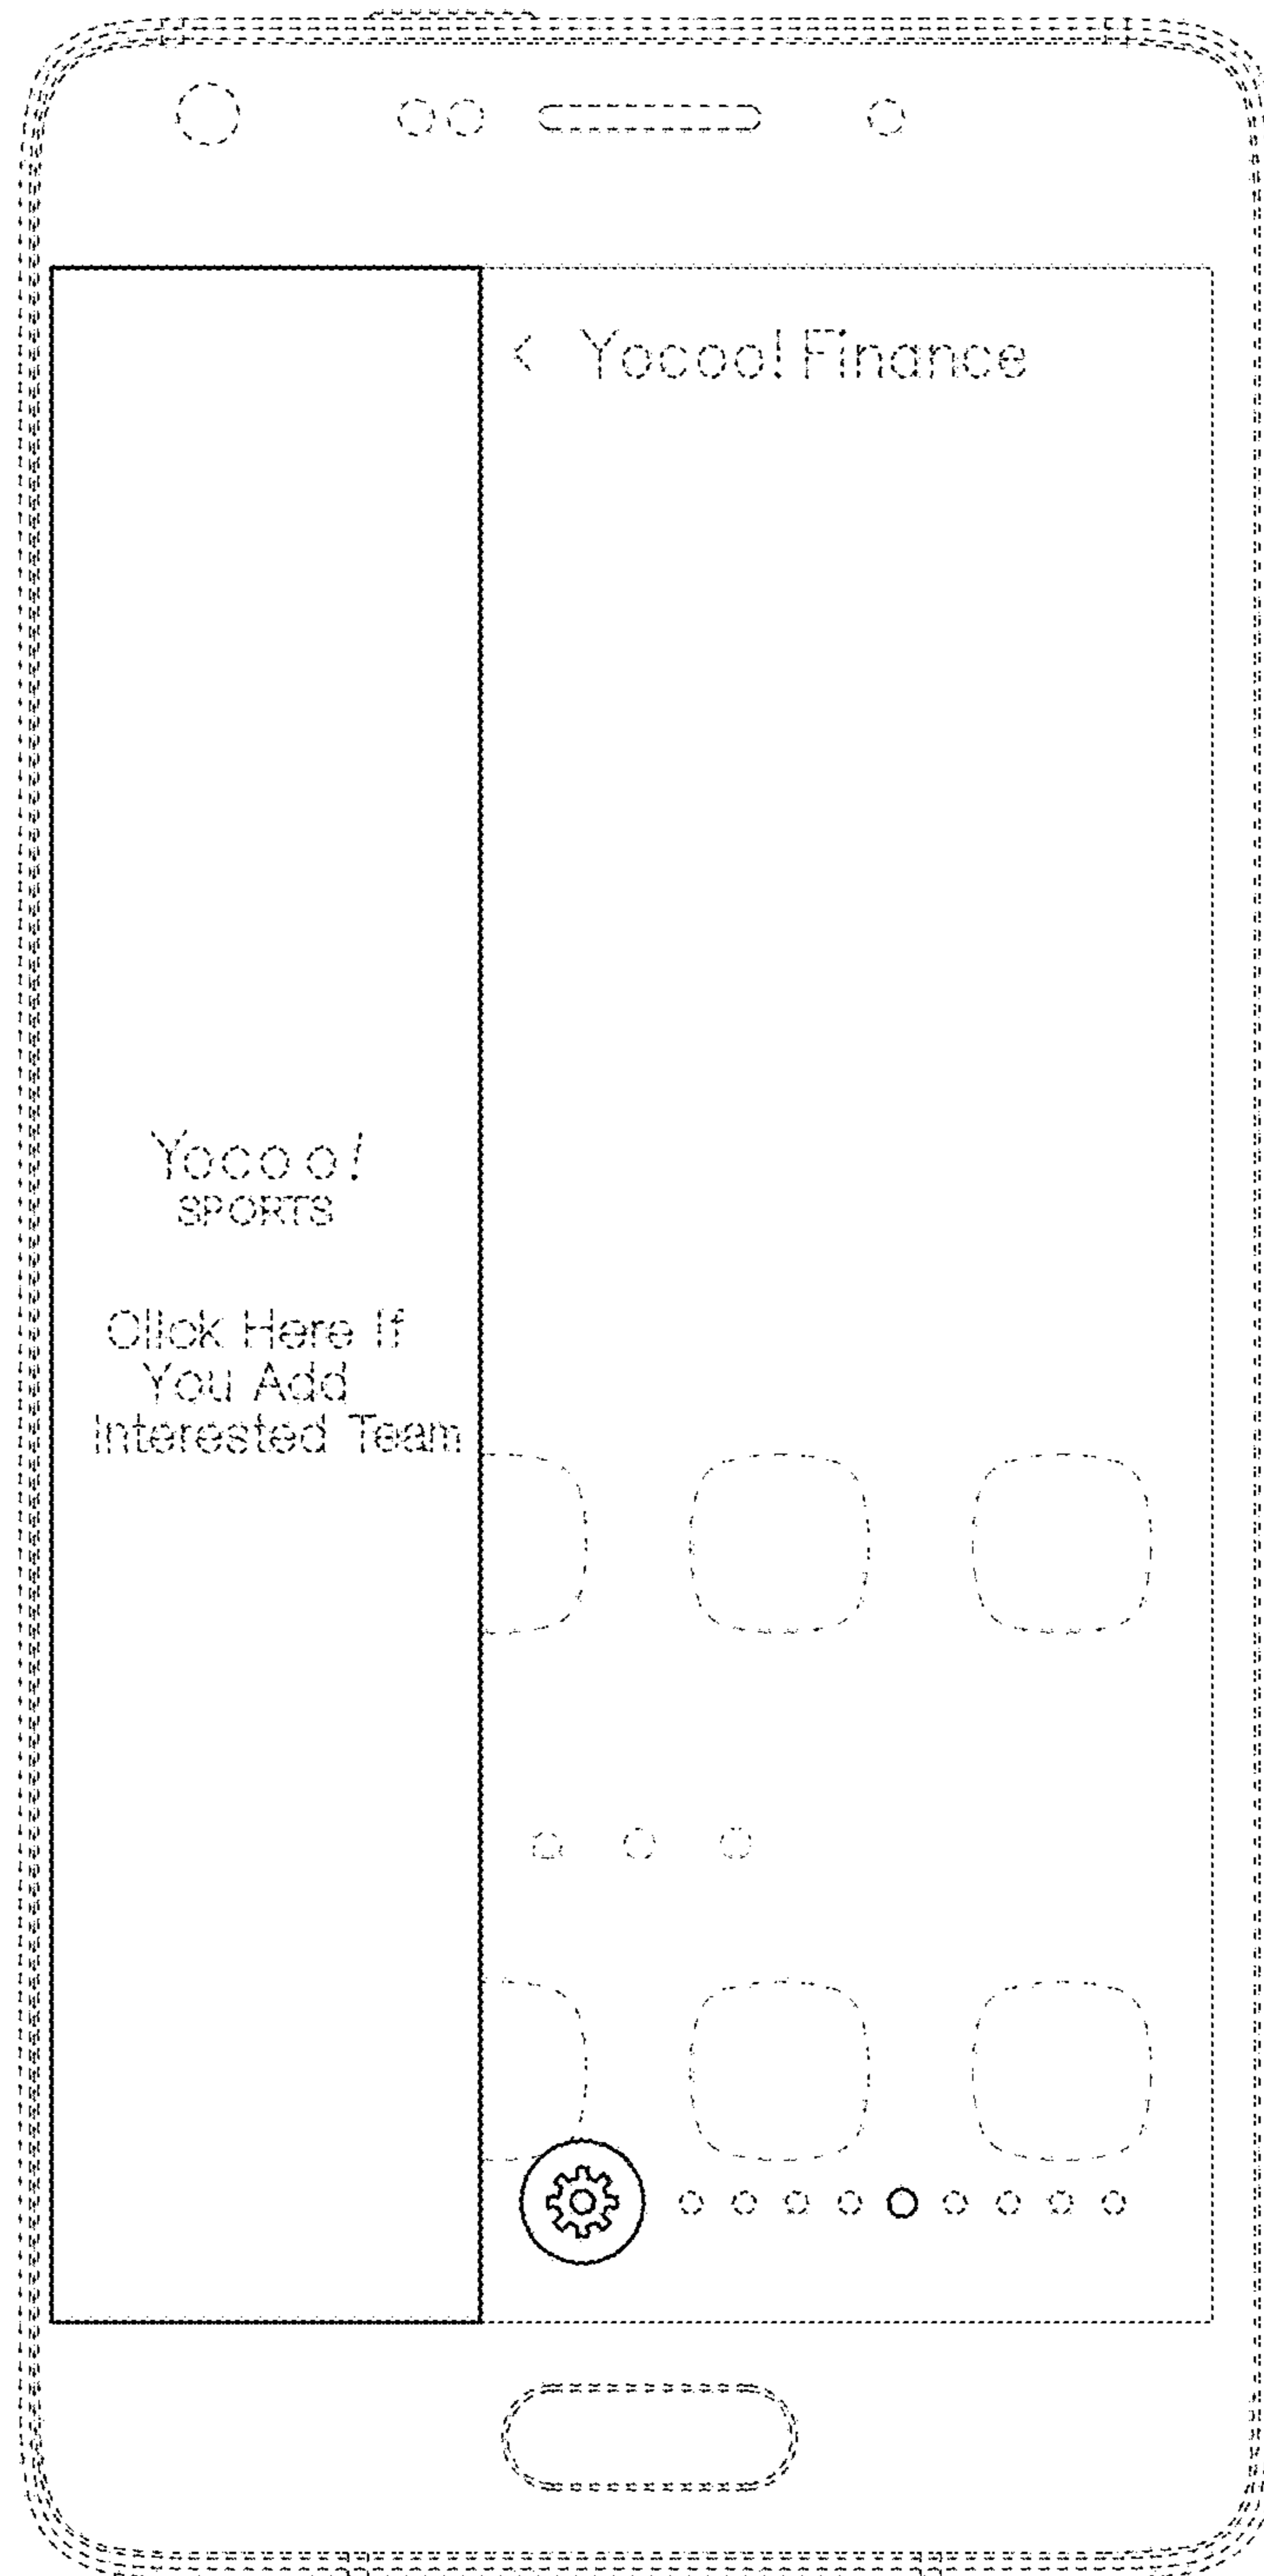 < Yocoo! Finance
Yocoo!
SPORTS
Click Here If
You Add
Interested Team